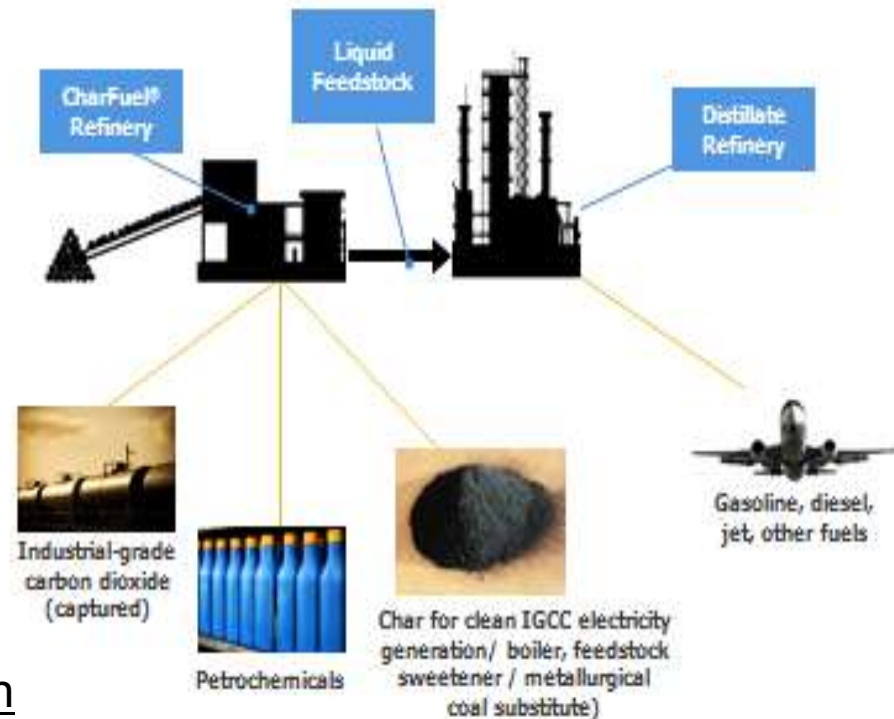 Liquid
Feedstock
CharFuel®
Refinery
Distillate
Refinery
Industrial-grade
carbon dioxide
(captured)
Petrochemicals
Char for clean IGCC electricity
generation/ boiler, feedstock
sweetener / metallurgical
coal substitute)
Gasoline, diesel,
jet, other fuels
n